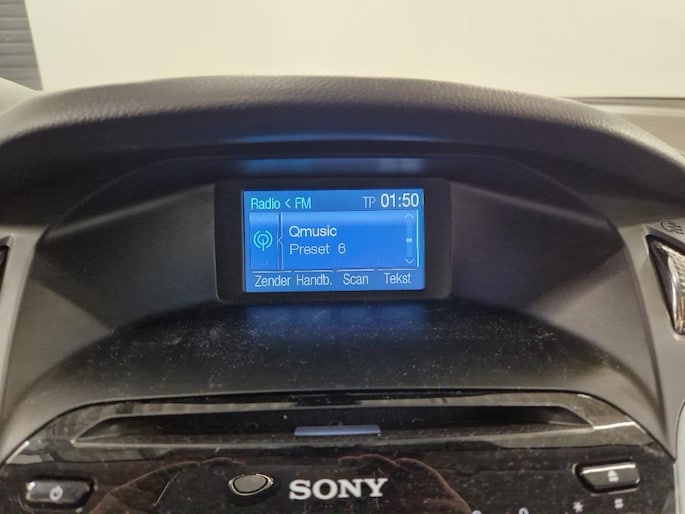 Radio < FM TP 01:50
Qmusic
Preset 6
Zender Handb. Scan Tekst
SONY